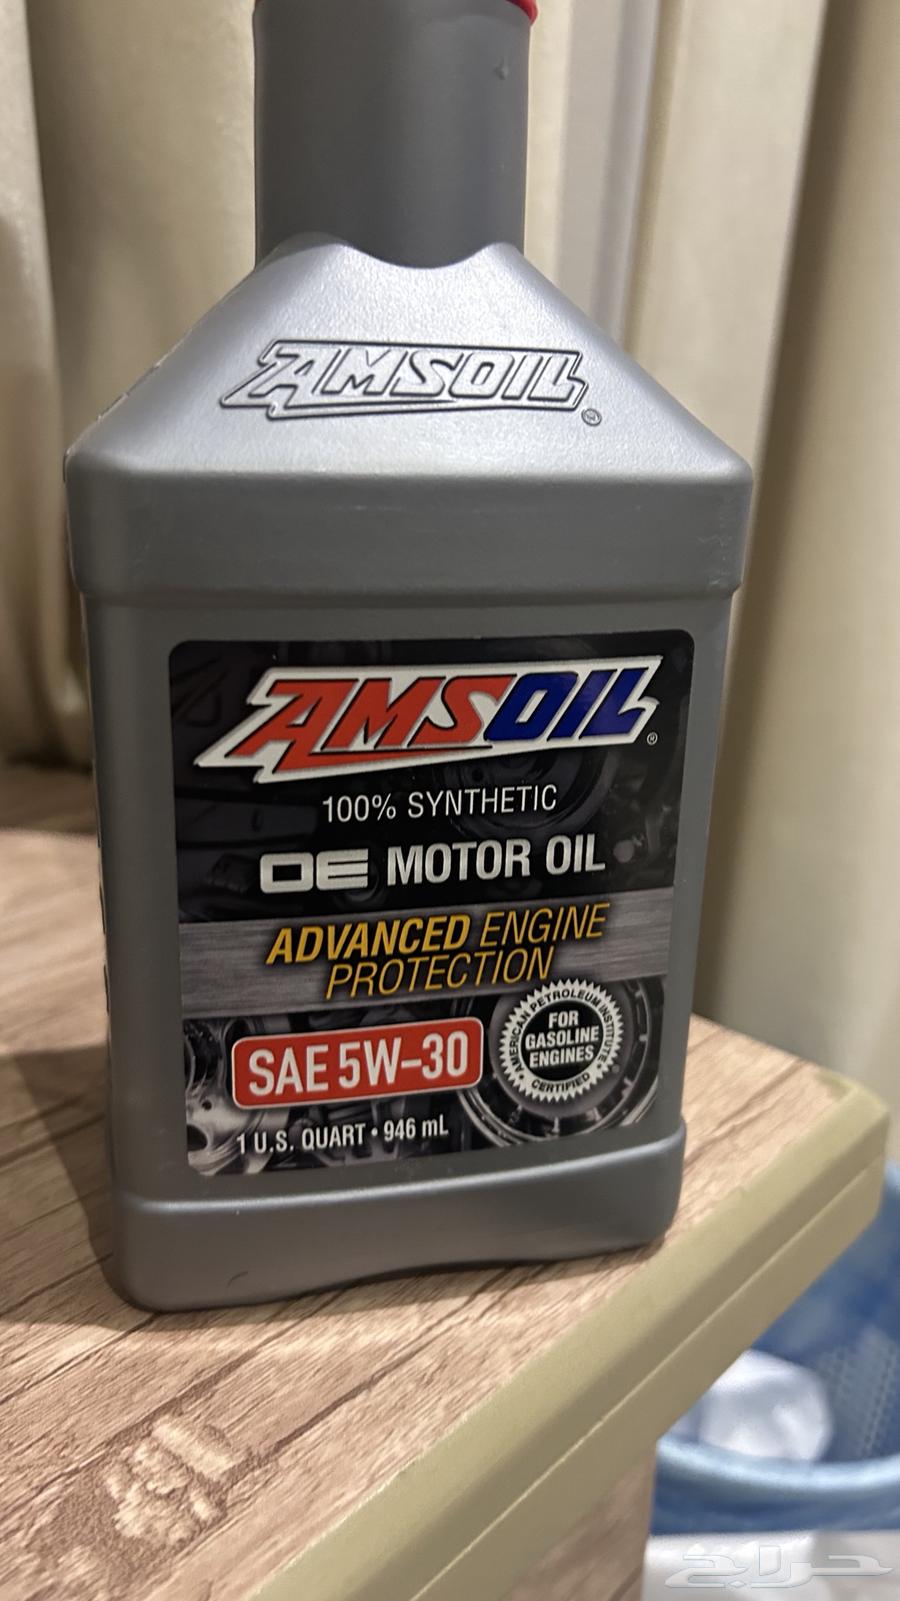 AMSOIL®
AMSOIL®
100% SYNTHETIC
OE MOTOR OIL
ADVANCED ENGINE
PROTECTION
SAE 5W-30
AMERICAN PETROLEUM INSTITUTE
FOR
GASOLINE
ENGINES
CERTIFIED
1 U.S. QUART • 946 mL
حراج